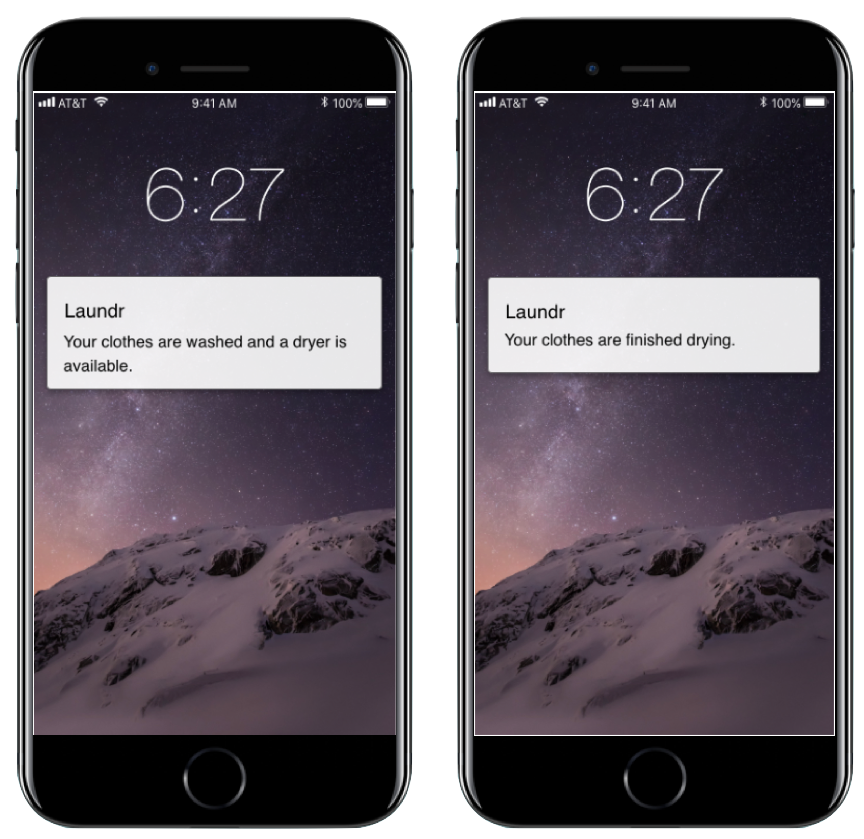 AT&T 9:41 AM 100%
6:27
Laundr
Your clothes are washed and a dryer is
available.
AT&T 9:41 AM 100%
6:27
Laundr
Your clothes are finished drying.